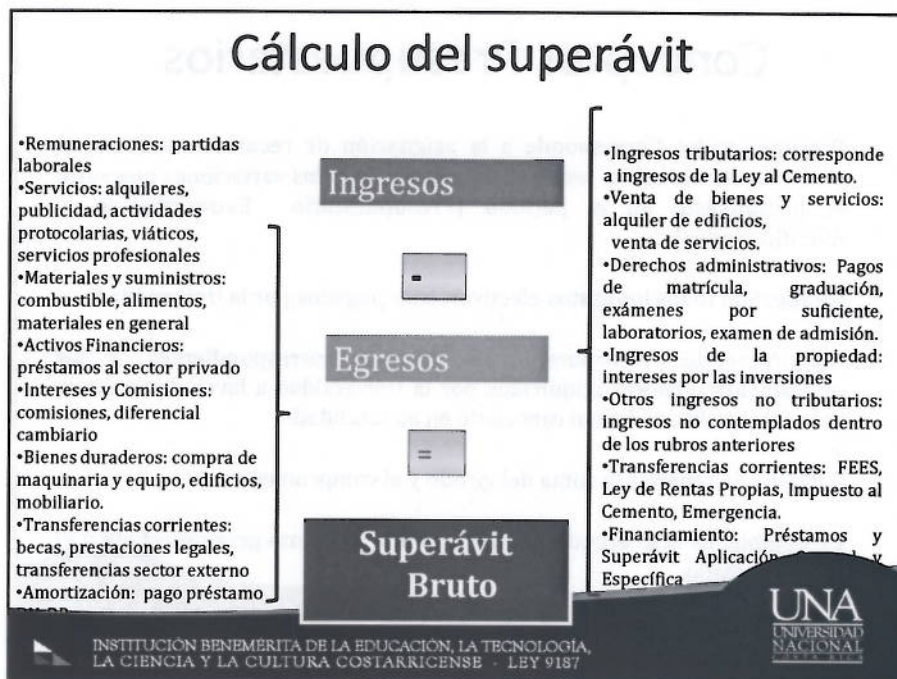 Cálculo del superávit
•Remuneraciones: partidas
laborales
•Servicios: alquileres,
publicidad, actividades
protocolarias, viáticos,
servicios profesionales
•Materiales y suministros:
combustible, alimentos,
materiales en general
•Activos Financieros:
préstamos al sector privado
•Intereses y Comisiones:
comisiones, diferencial
cambiario
•Bienes duraderos: compra de
maquinaria y equipo, edificios,
mobiliario.
•Transferencias corrientes:
becas, prestaciones legales,
transferencias sector externo
•Amortización: pago préstamo
Ingresos
-
Egresos
=
Superávit
Bruto
•Ingresos tributarios: corresponde
a ingresos de la Ley al Cemento.
•Venta de bienes y servicios:
alquiler de edificios,
venta de servicios.
•Derechos administrativos: Pagos
de matrícula, graduación,
exámenes por suficiente,
laboratorios, examen de admisión.
•Ingresos de la propiedad:
intereses por las inversiones
•Otros ingresos no tributarios:
ingresos no contemplados dentro
de los rubros anteriores
•Transferencias corrientes: FEES,
Ley de Rentas Propias, Impuesto al
Cemento, Emergencia.
•Financiamiento: Préstamos y
Superávit Aplicación y
Específica
INSTITUCIÓN BENEMÉRITA DE LA EDUCACIÓN, LA TECNOLOGÍA,
LA CIENCIA Y LA CULTURA COSTARRICENSE - LEY 9187
UNA
UNIVERSIDAD
NACIONAL
COSTA RICA